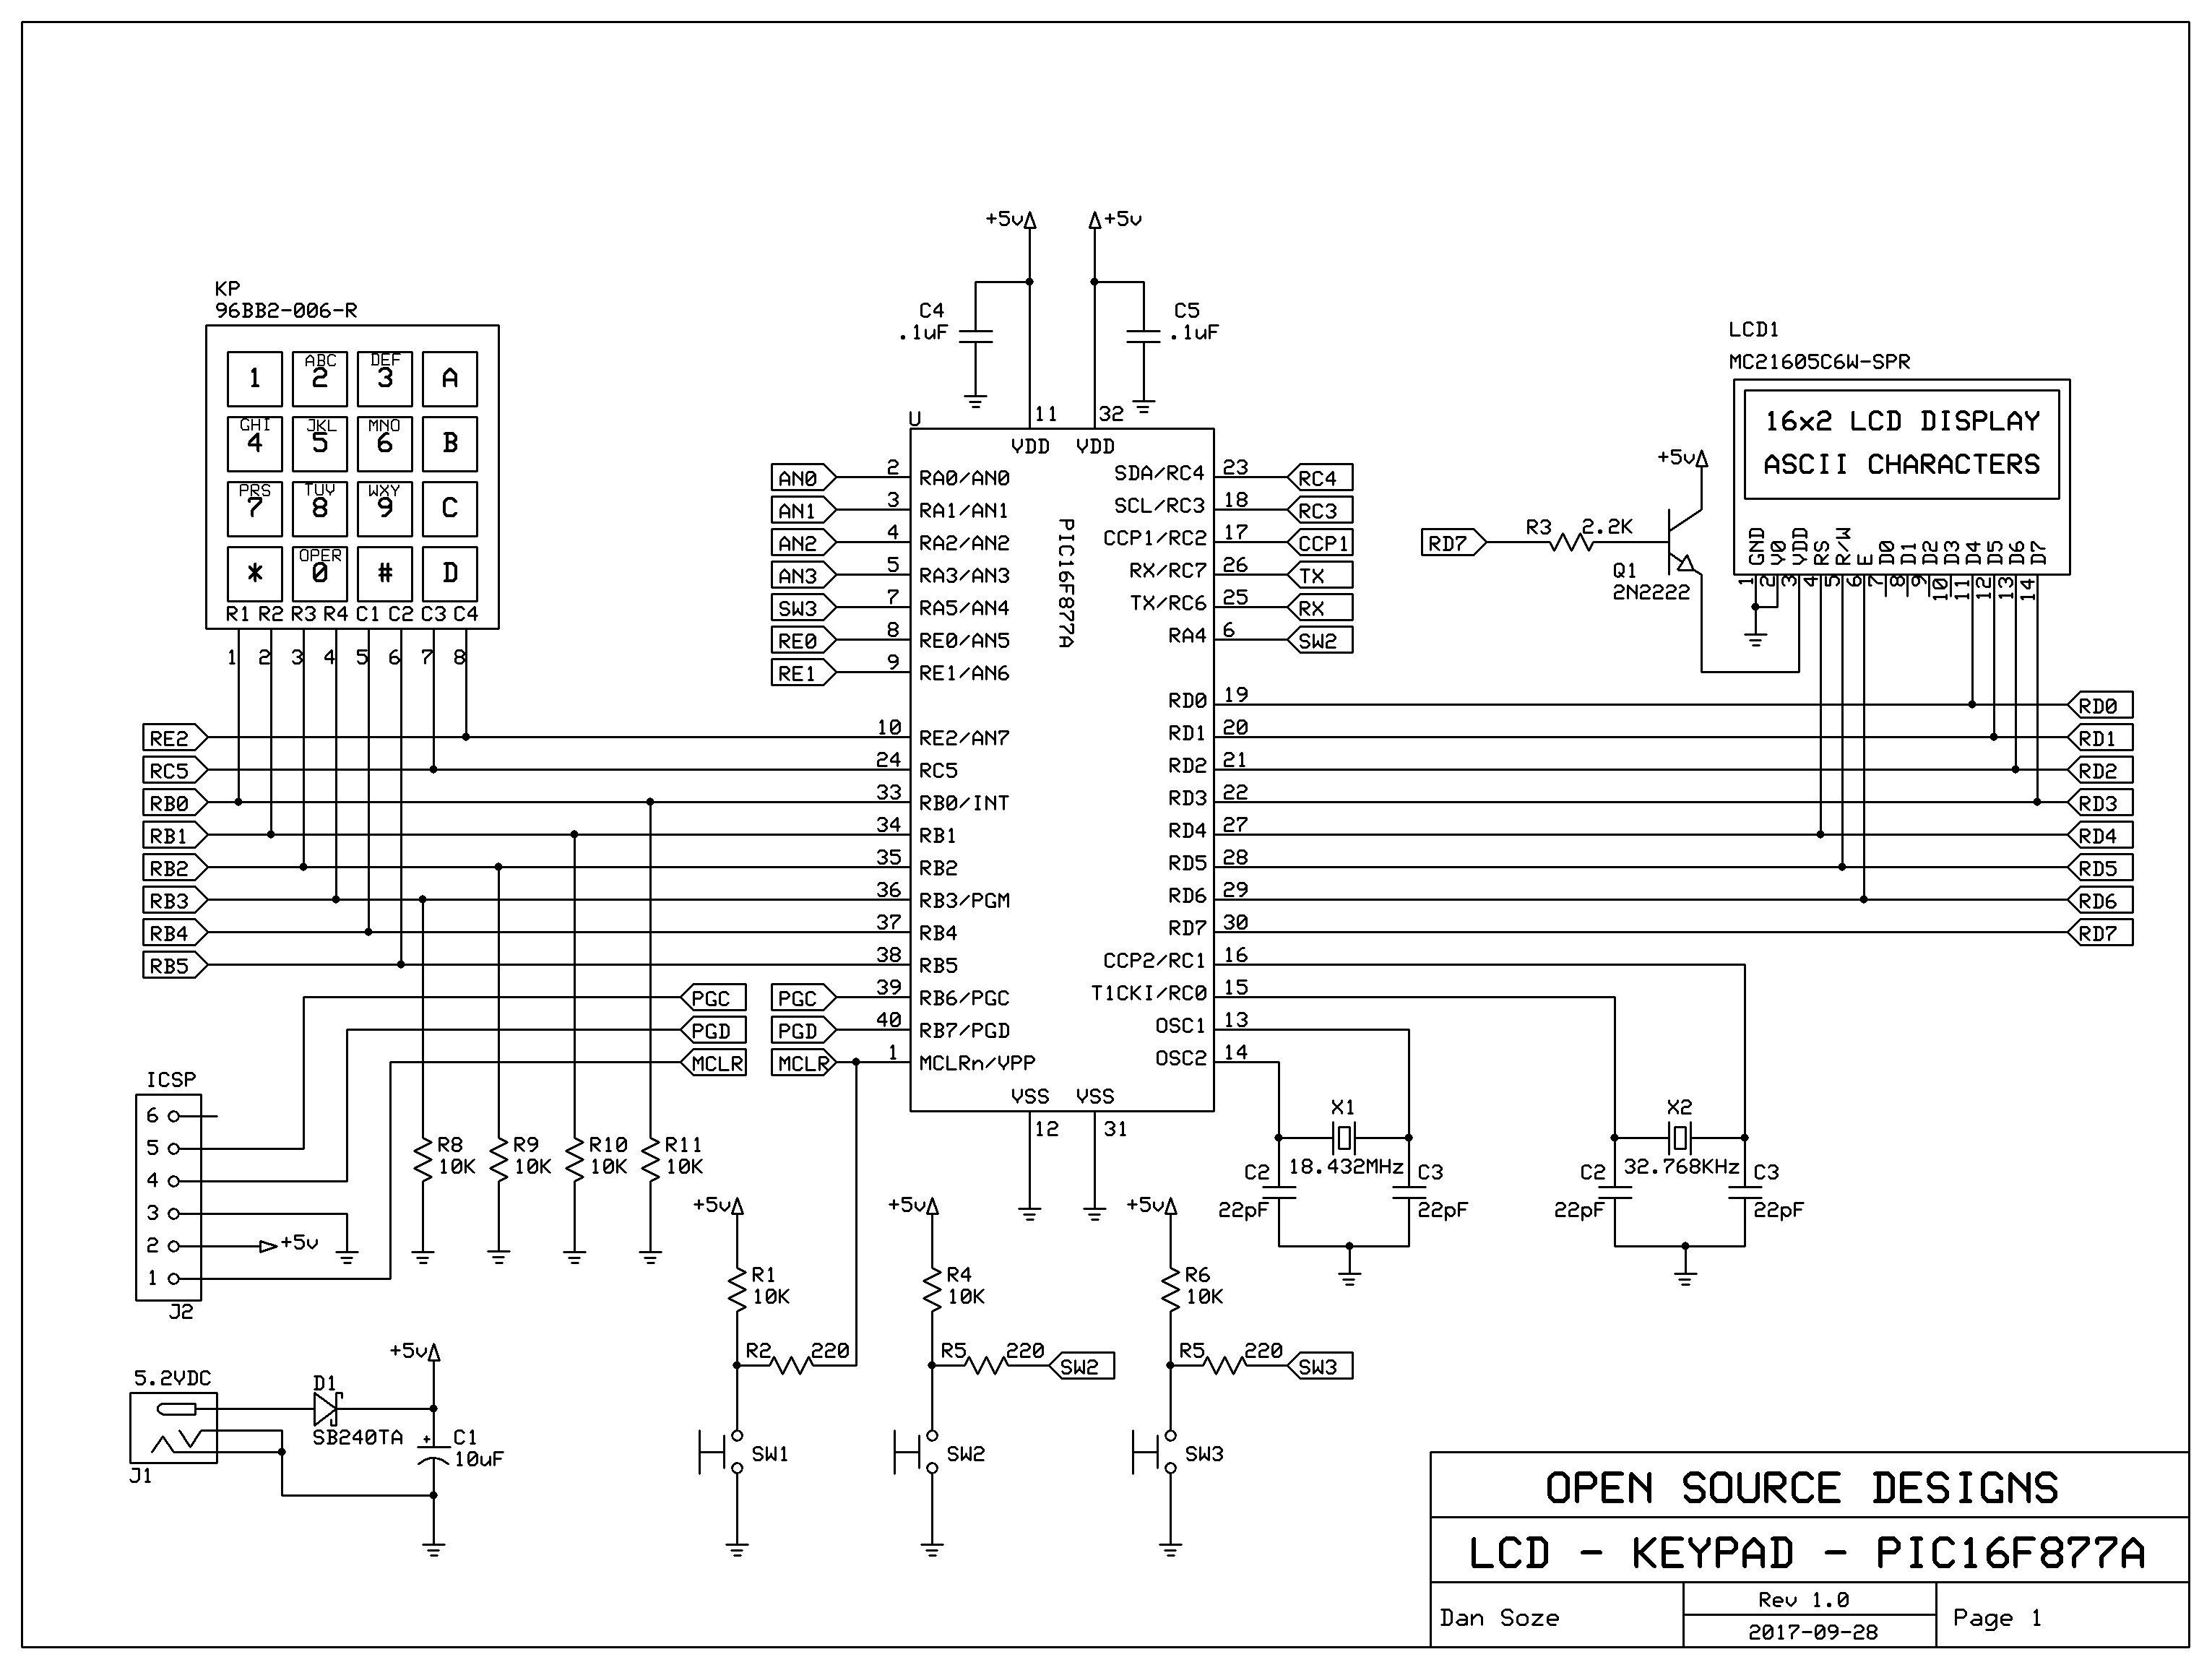 +5v +5v
KP
96BB2-006-R
C4
.1uF
C5
.1uF
LCD1
MC21605C6W-SPR
1 ABC 2 DEF 3 A
GHI 4 JKL 5 MNO 6 B
PRS 7 TUV 8 WXY 9 C
* OPER 0 # D
R1 R2 R3 R4 C1 C2 C3 C4
1 2 3 4 5 6 7 8
U
11 32
VDD VDD
PIC16F877A
AN0 2 RA0/AN0
AN1 3 RA1/AN1
AN2 4 RA2/AN2
AN3 5 RA3/AN3
SW3 7 RA5/AN4
RE0 8 RE0/AN5
RE1 9 RE1/AN6
SDA/RC4 23 RC4
SCL/RC3 18 RC3
CCP1/RC2 17 CCP1
RX/RC7 26 TX
TX/RC6 25 RX
RA4 6 SW2
16x2 LCD DISPLAY
ASCII CHARACTERS
GND V0 VDD RS R/W E D0 D1 D2 D3 D4 D5 D6 D7
1 2 3 4 5 6 7 8 9 10 11 12 13 14
+5v
RD7 R3 2.2K
Q1
2N2222
RE2 10 RE2/AN7
RC5 24 RC5
RB0 33 RB0/INT
RB1 34 RB1
RB2 35 RB2
RB3 36 RB3/PGM
RB4 37 RB4
RB5 38 RB5
PGC PGC 39 RB6/PGC
PGD PGD 40 RB7/PGD
MCLR MCLR 1 MCLRn/VPP
RD0 19 RD0
RD1 20 RD1
RD2 21 RD2
RD3 22 RD3
RD4 27 RD4
RD5 28 RD5
RD6 29 RD6
RD7 30 RD7
CCP2/RC1 16
T1CKI/RC0 15
OSC1 13
OSC2 14
VSS VSS
12 31
ICSP
6
5
4
3
2 +5v
1
J2
R8
10K
R9
10K
R10
10K
R11
10K
X1
C2 18.432MHz C3
22pF 22pF
X2
C2 32.768KHz C3
22pF 22pF
+5v
R1
10K
R2 220
SW1
+5v
R4
10K
R5 220 SW2
SW2
+5v
R6
10K
R5 220 SW3
SW3
5.2VDC
J1
D1
SB240TA
+5v
+ C1
10uF
OPEN SOURCE DESIGNS
LCD - KEYPAD - PIC16F877A
Dan Soze
Rev 1.0
2017-09-28
Page 1